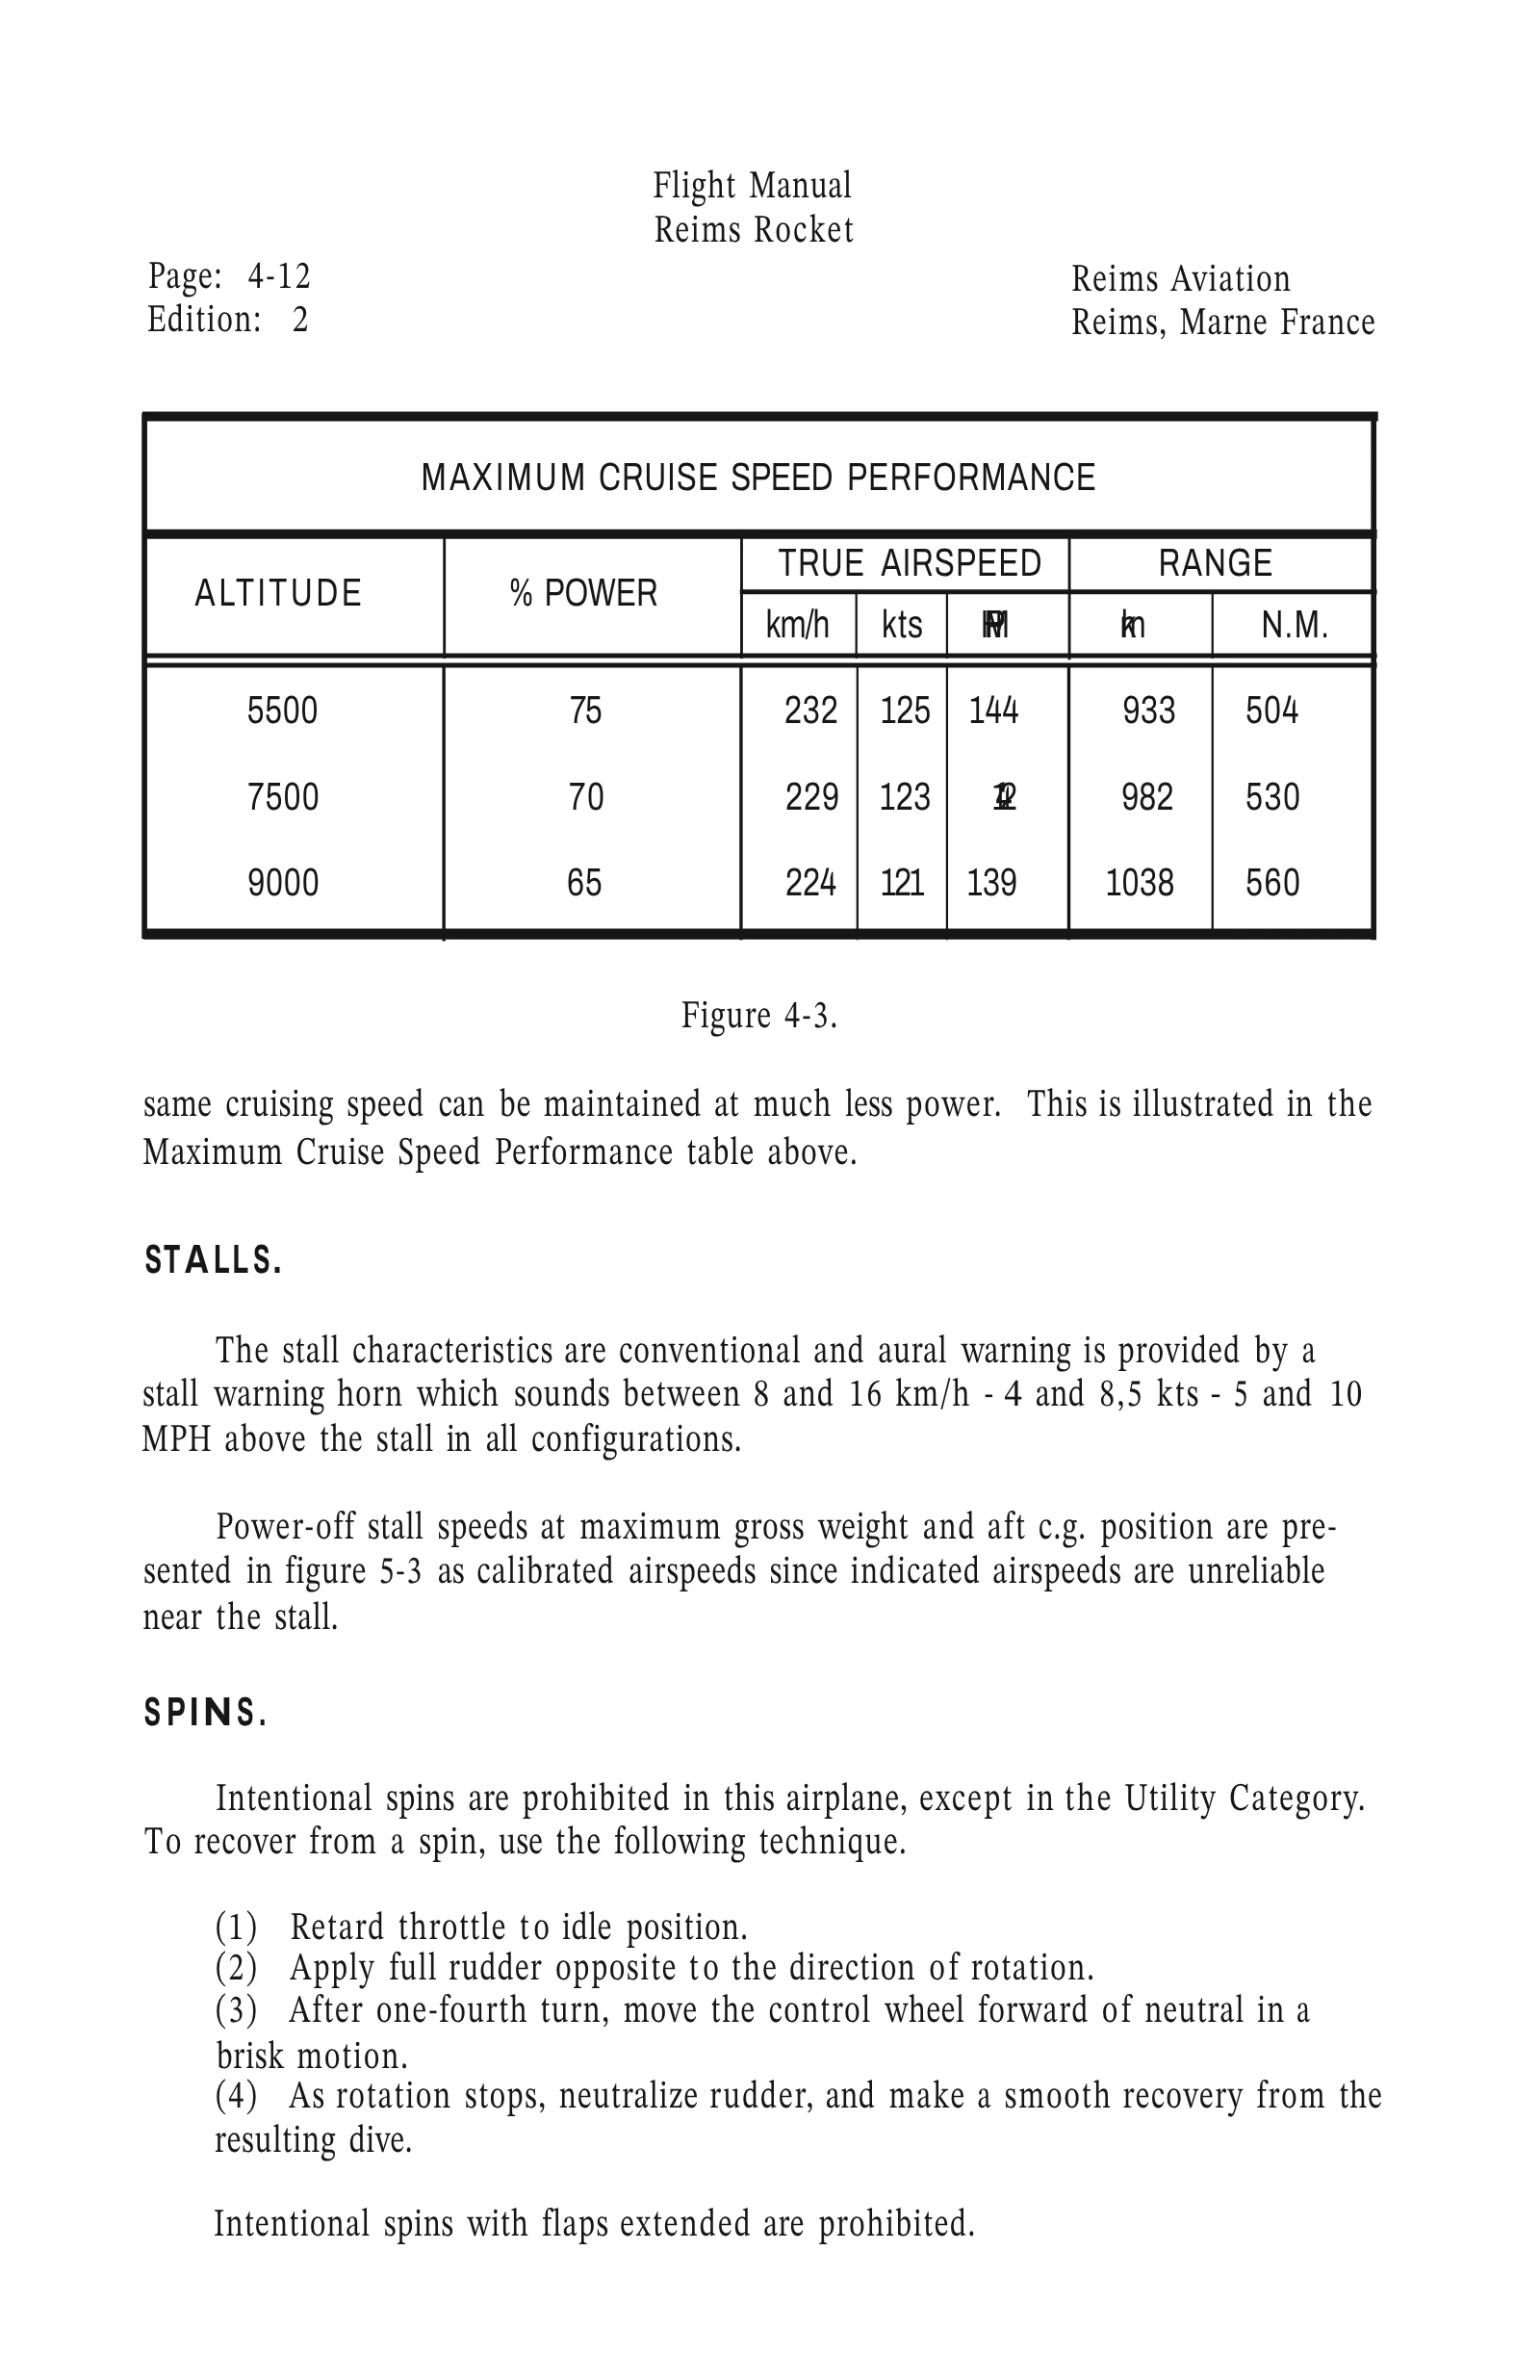 Flight Manual
Reims Rocket
Page: 4-12
Edition: 2
Reims Aviation
Reims, Marne France
MAXIMUM CRUISE SPEED PERFORMANCE
ALTITUDE % POWER TRUE AIRSPEED RANGE
km/h kts km N.M.
5500 75 232 125 144 933 504
7500 70 229 123 142 982 530
9000 65 224 121 139 1038 560
Figure 4-3.
same cruising speed can be maintained at much less power. This is illustrated in the
Maximum Cruise Speed Performance table above.
STALLS.
The stall characteristics are conventional and aural warning is provided by a
stall warning horn which sounds between 8 and 16 km/h - 4 and 8,5 kts - 5 and 10
MPH above the stall in all configurations.
Power-off stall speeds at maximum gross weight and aft c.g. position are pre-
sented in figure 5-3 as calibrated airspeeds since indicated airspeeds are unreliable
near the stall.
SPINS.
Intentional spins are prohibited in this airplane, except in the Utility Category.
To recover from a spin, use the following technique.
(1) Retard throttle to idle position.
(2) Apply full rudder opposite to the direction of rotation.
(3) After one-fourth turn, move the control wheel forward of neutral in a
brisk motion.
(4) As rotation stops, neutralize rudder, and make a smooth recovery from the
resulting dive.
Intentional spins with flaps extended are prohibited.